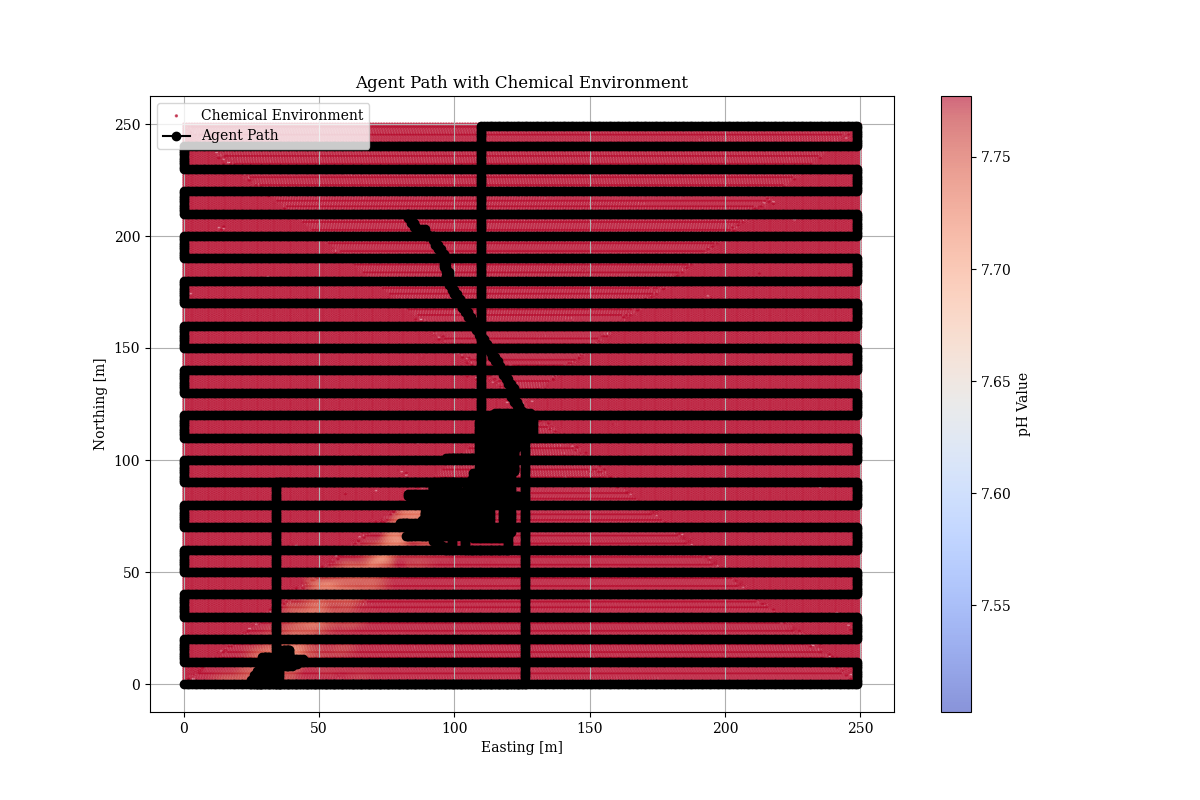 Agent Path with Chemical Environment
Chemical Environment
Agent Path
250
200
150
100
50
0
Northing [m]
0
50
100
150
200
250
Easting [m]
7.75
7.70
7.65
7.60
7.55
pH Value